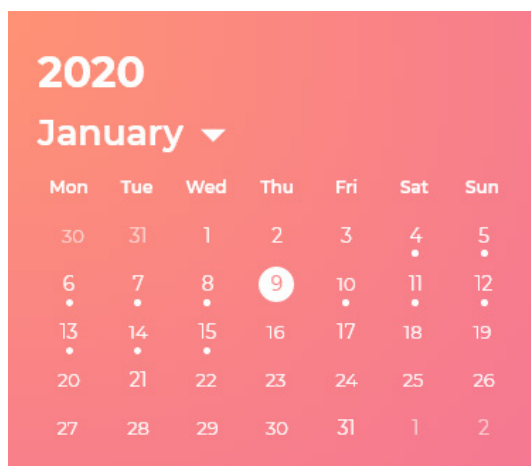 2020
January
Mon Tue Wed Thu Fri Sat Sun
30 31 1 2 3 4 5
6 7 8 9 10 11 12
13 14 15 16 17 18 19
20 21 22 23 24 25 26
27 28 29 30 31 1 2